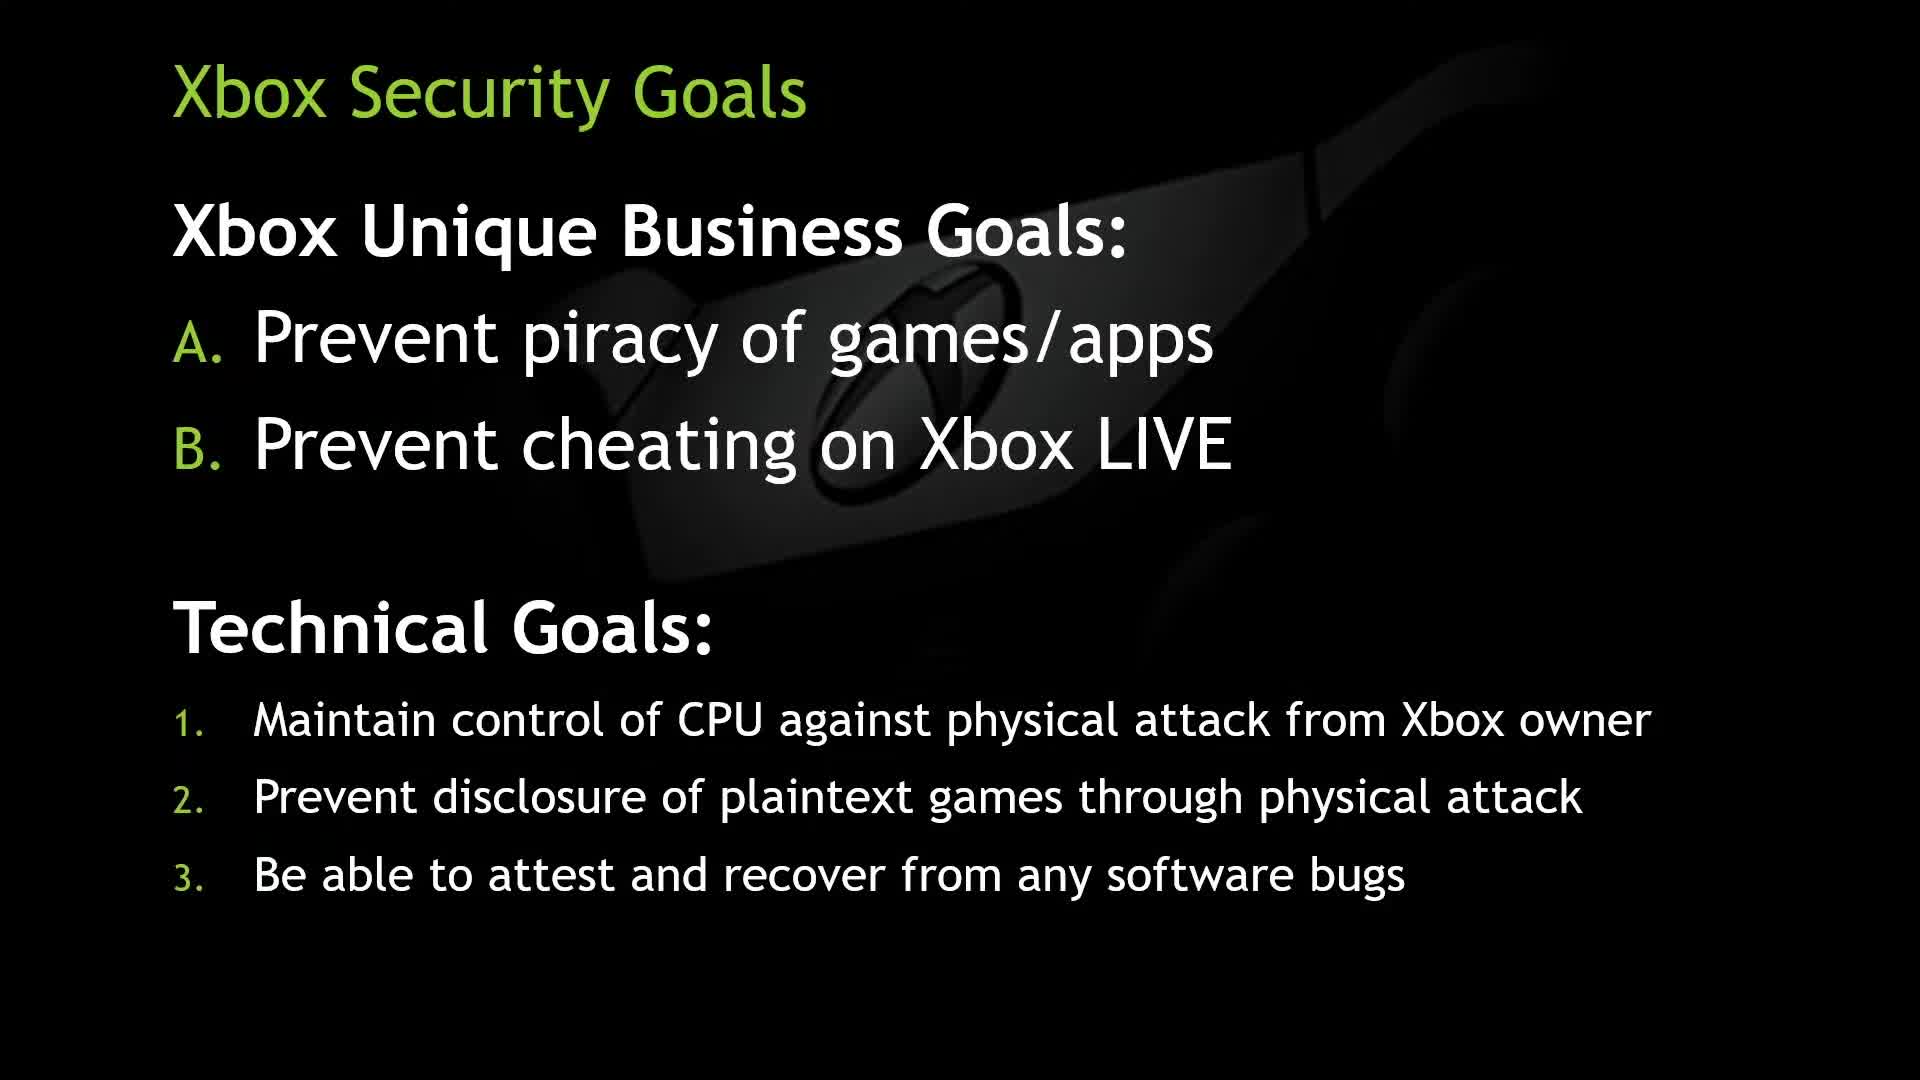 Xbox Security Goals
Xbox Unique Business Goals:
A. Prevent piracy of games/apps
B. Prevent cheating on Xbox LIVE
Technical Goals:
1. Maintain control of CPU against physical attack from Xbox owner
2. Prevent disclosure of plaintext games through physical attack
3. Be able to attest and recover from any software bugs